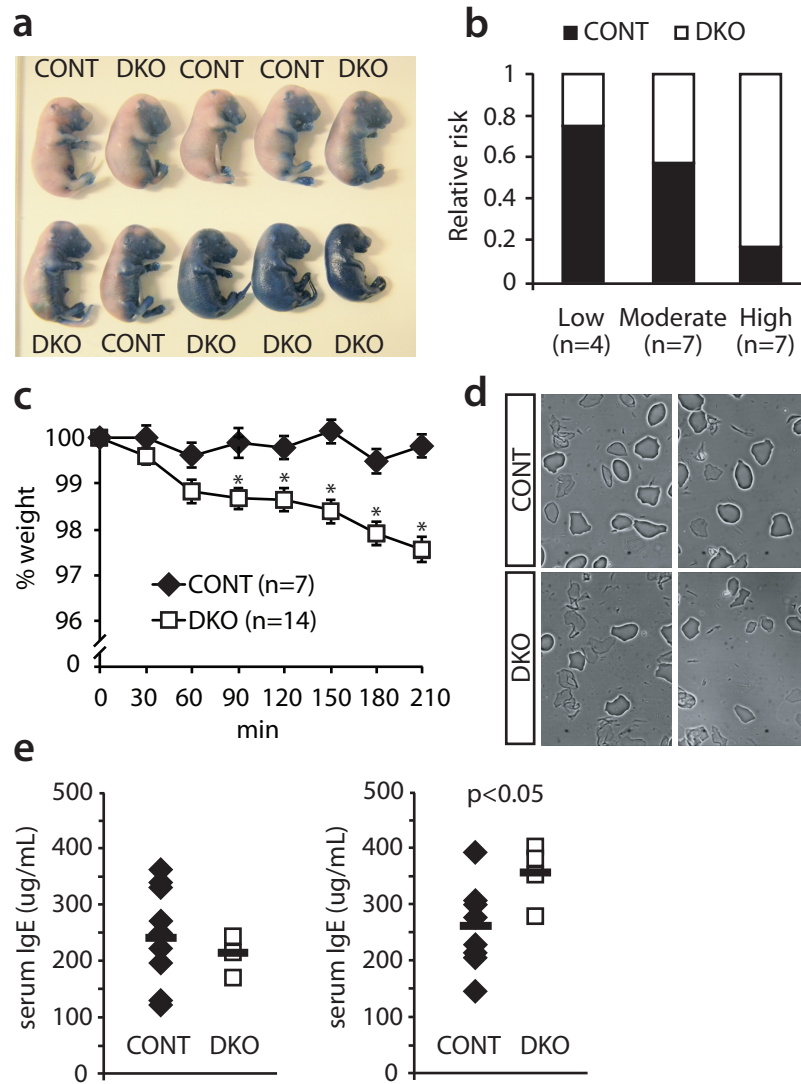 a
CONT DKO CONT CONT DKO
DKO CONT DKO DKO DKO
b
CONT DKO
Relative risk
1
0.8
0.6
0.4
0.2
0
Low Moderate High
(n=4) (n=7) (n=7)
c
% weight
100
99
98
97
96
0
* * * * *
CONT (n=7)
DKO (n=14)
0 30 60 90 120 150 180 210
min
d
CONT
DKO
e
serum IgE (ug/mL)
500
400
300
200
100
0
CONT DKO
serum IgE (ug/mL)
500
400
300
200
100
0
p<0.05
CONT DKO